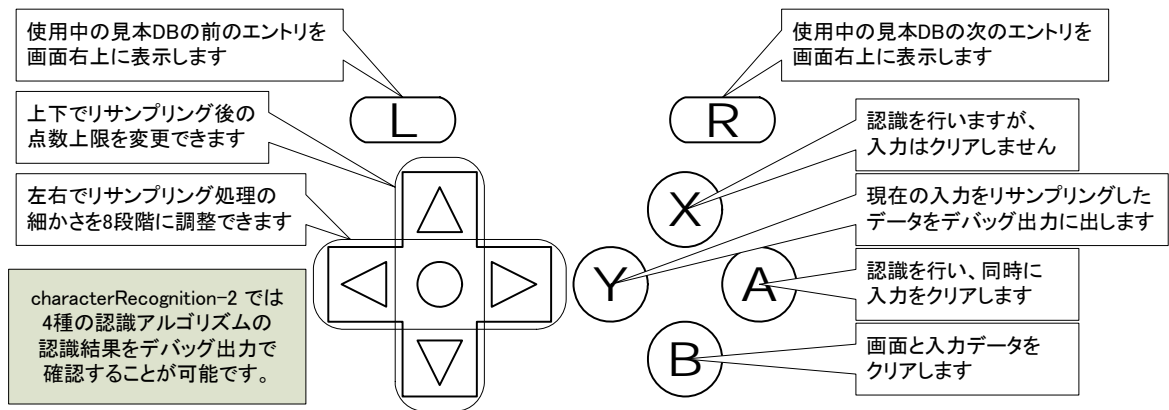 使用中の見本DBの前のエントリを
画面右上に表示します
使用中の見本DBの次のエントリを
画面右上に表示します
上下でリサンプリング後の
点数上限を変更できます
L
R
認識を行いますが、
入力はクリアしません
左右でリサンプリング処理の
細かさを8段階に調整できます
X
現在の入力をリサンプリングした
データをデバッグ出力に出します
Y
A
認識を行い、同時に
入力をクリアします
characterRecognition-2 では
4種の認識アルゴリズムの
認識結果をデバッグ出力で
確認することが可能です。
B
画面と入力データを
クリアします